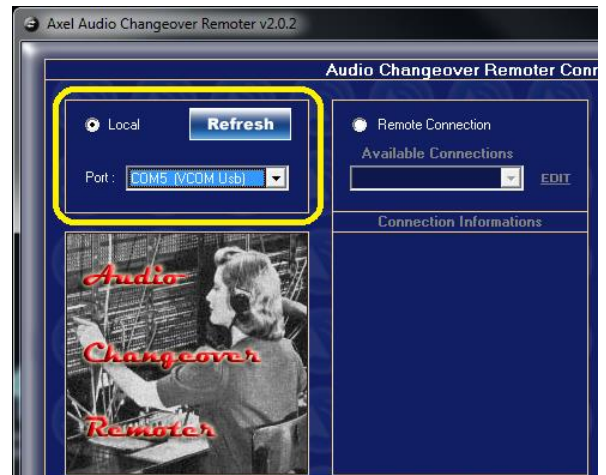 Axel Audio Changeover Remoter v2.0.2
Audio Changeover Remoter Conr
Local
Refresh
Port :
COM5 (VCOM Usb)
Remote Connection
Available Connections
EDIT
Connection Informations
Audio
Changeover
Remoter